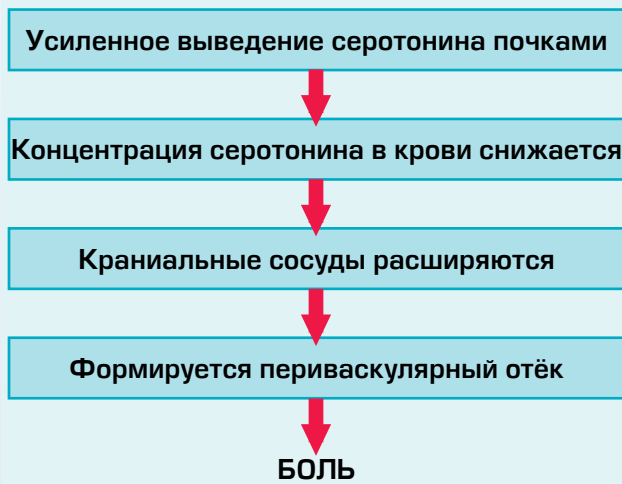 Усиленное выведение серотонина почками
Концентрация серотонина в крови снижается
Краниальные сосуды расширяются
Формируется периваскулярный отёк
БОЛЬ